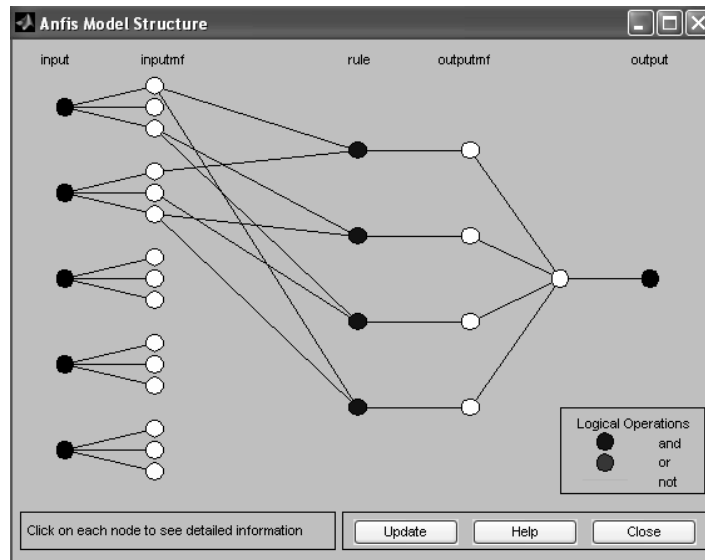 Anfis Model Structure
input inputmf rule outputmf output
Logical Operations
and
or
not
Click on each node to see detailed information
Update Help Close